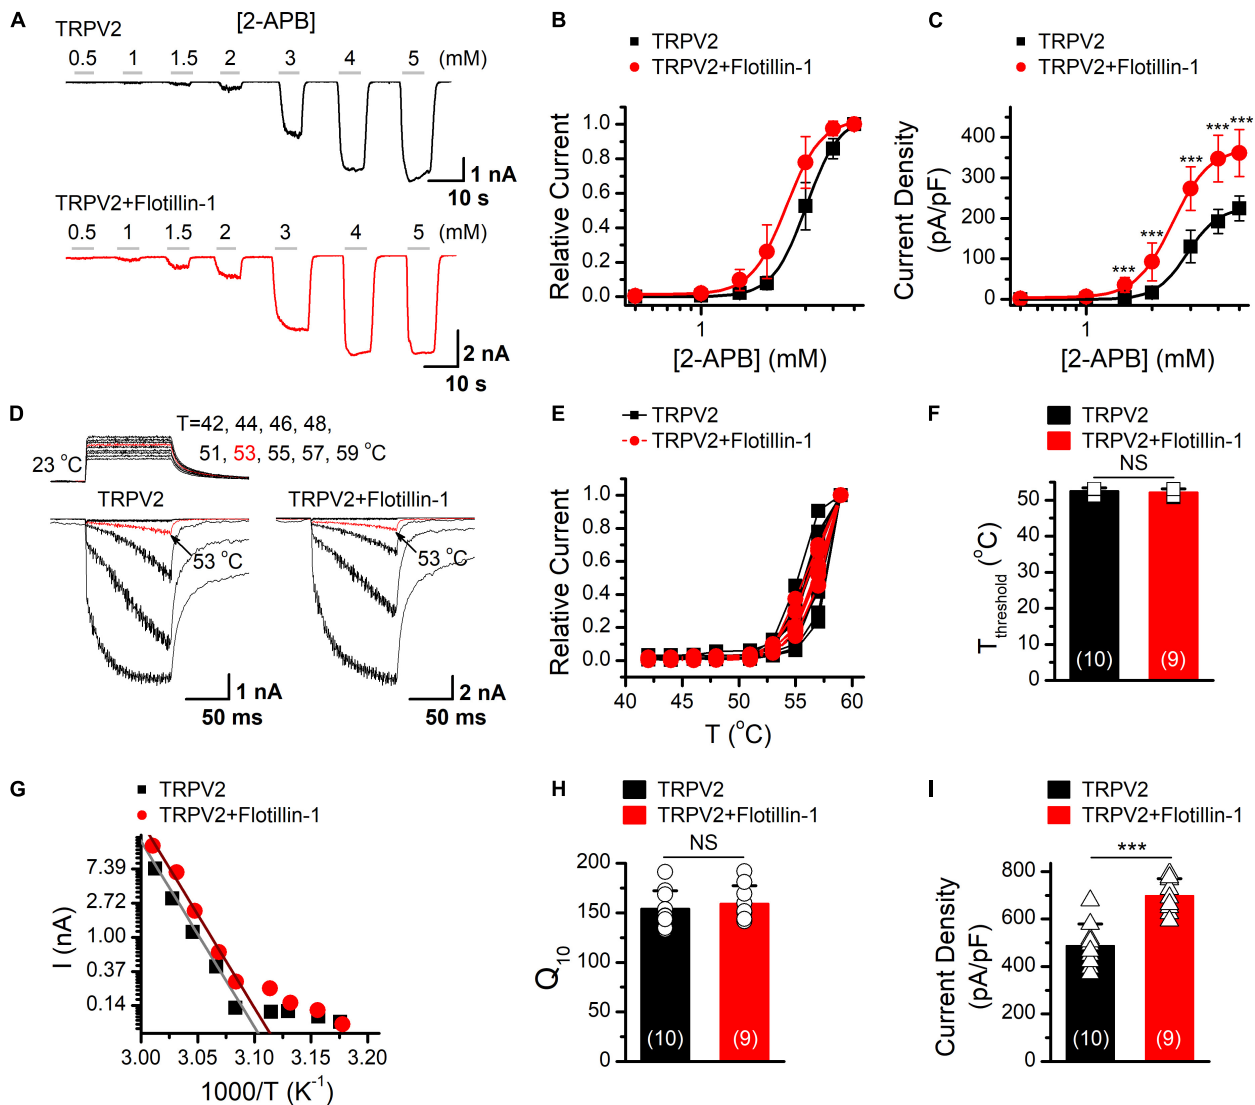 A
TRPV2
[2-APB]
0.5 1 1.5 2 3 4 5 (mM)
1 nA
10 s
TRPV2+Flotillin-1
0.5 1 1.5 2 3 4 5 (mM)
2 nA
10 s
B
TRPV2
TRPV2+Flotillin-1
Relative Current
1.0
0.8
0.6
0.4
0.2
0.0
1
[2-APB] (mM)
C
TRPV2
TRPV2+Flotillin-1
Current Density
(pA/pF)
400
300
200
100
0
*** *** *** *** ***
1
[2-APB] (mM)
D
T=42, 44, 46, 48,
51, 53, 55, 57, 59 °C
23 °C
TRPV2
TRPV2+Flotillin-1
53 °C
53 °C
1 nA
50 ms
2 nA
50 ms
E
TRPV2
TRPV2+Flotillin-1
Relative Current
1.0
0.8
0.6
0.4
0.2
0.0
40 45 50 55 60
T (°C)
F
TRPV2
TRPV2+Flotillin-1
NS
Tthreshold (°C)
50
40
30
20
10
0
(10) (9)
G
TRPV2
TRPV2+Flotillin-1
I (nA)
7.39
2.72
1.00
0.37
0.14
3.00 3.05 3.10 3.15 3.20
1000/T (K-1)
H
TRPV2
TRPV2+Flotillin-1
NS
Q10
200
150
100
50
0
(10) (9)
I
TRPV2
TRPV2+Flotillin-1
***
Current Density
(pA/pF)
800
600
400
200
0
(10) (9)